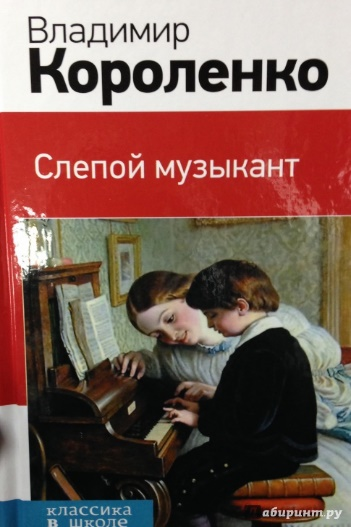 Владимир
Короленко
Слепой музыкант
классика
в школе
абиринт.ру